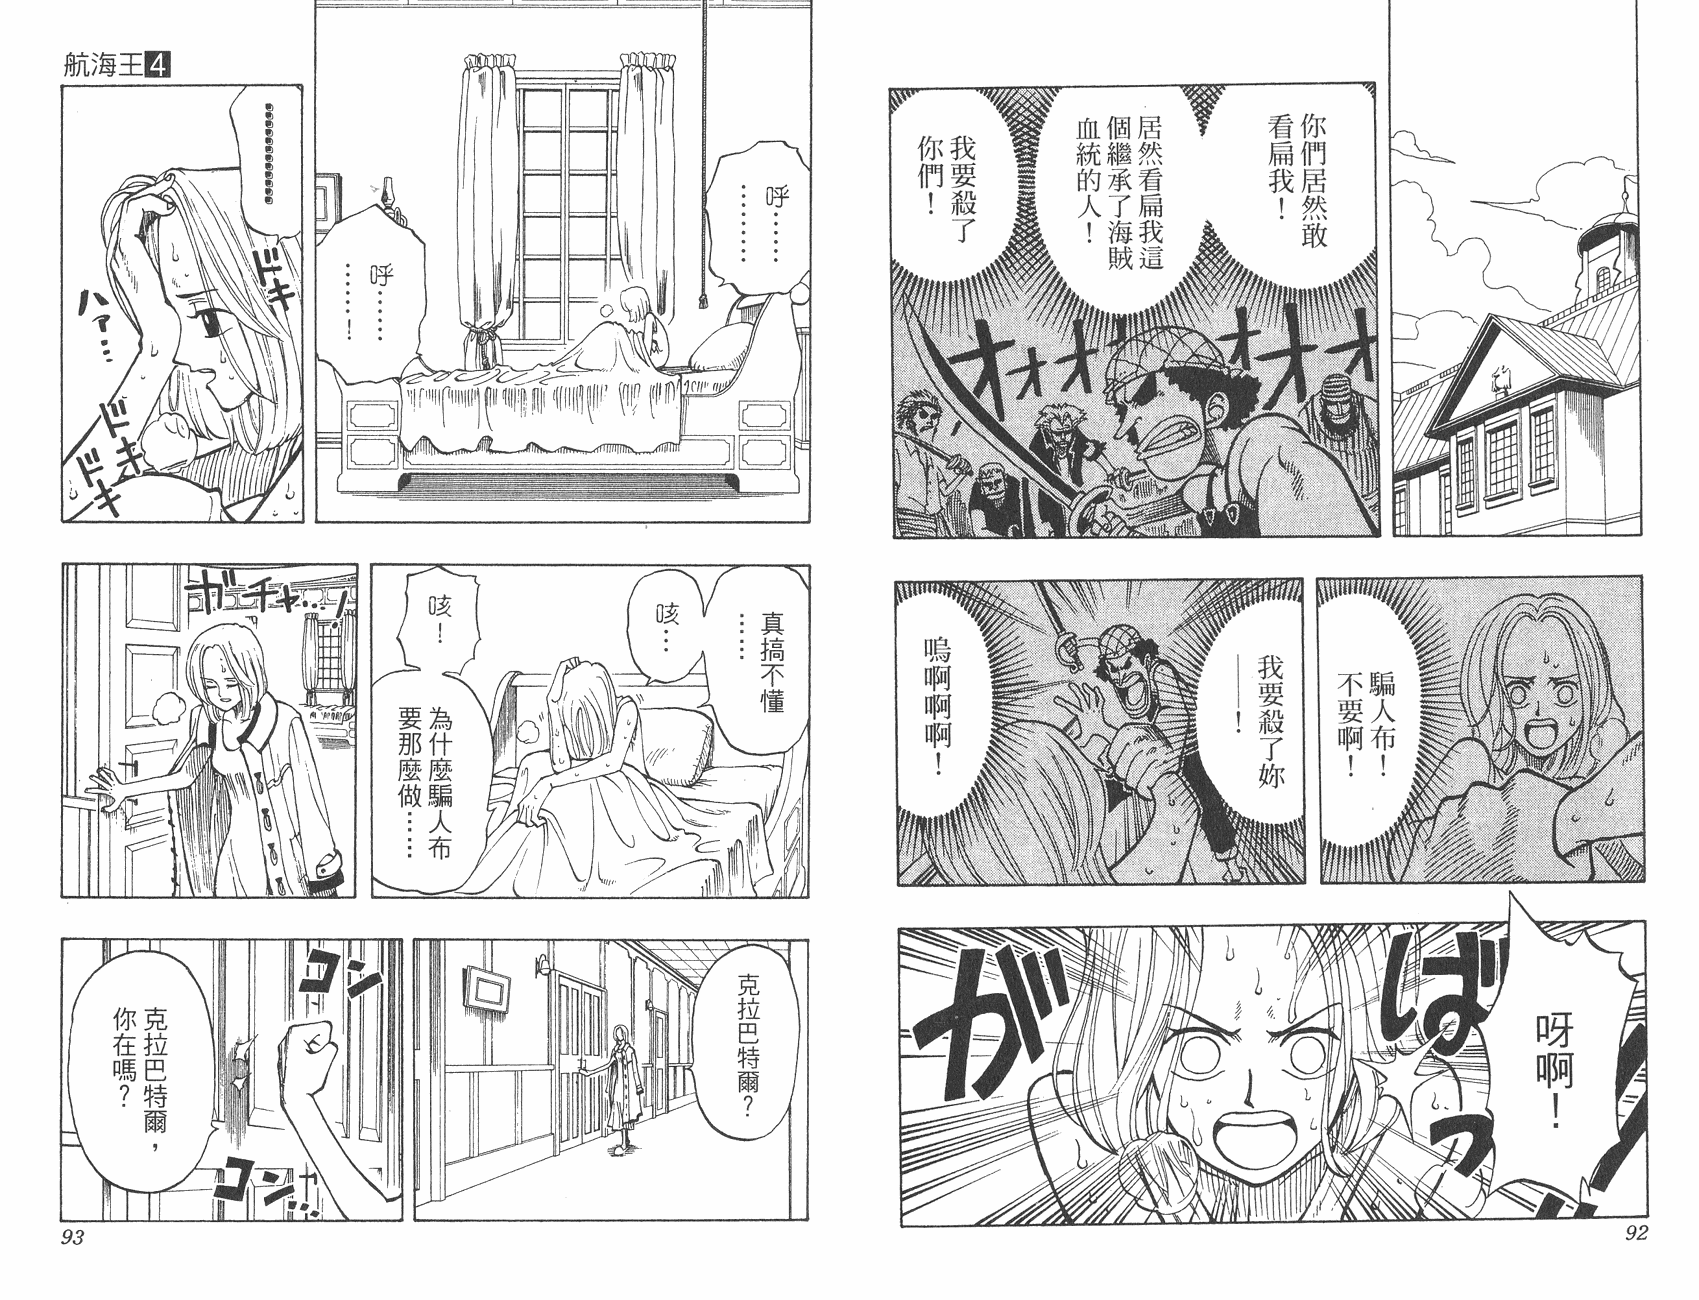 你們居然敢
看扁我！
居然看扁我這
個繼承了海賊
血統的人！
我要殺了
你們！
オオオオオオ
騙人布！
不要啊！
我要殺了妳
——！
嗚啊啊啊啊！
呀啊！
がばっ
92
航海王4
呼
………
呼………
………！
…………
ドキ
ハァ…
ドキ
ドキ
真搞不懂
……
咳…
咳！
為什麼騙人布
要那麼做……
ガチャ…
克拉巴特爾？
克拉巴特爾，
你在嗎？
コン
コン…
93